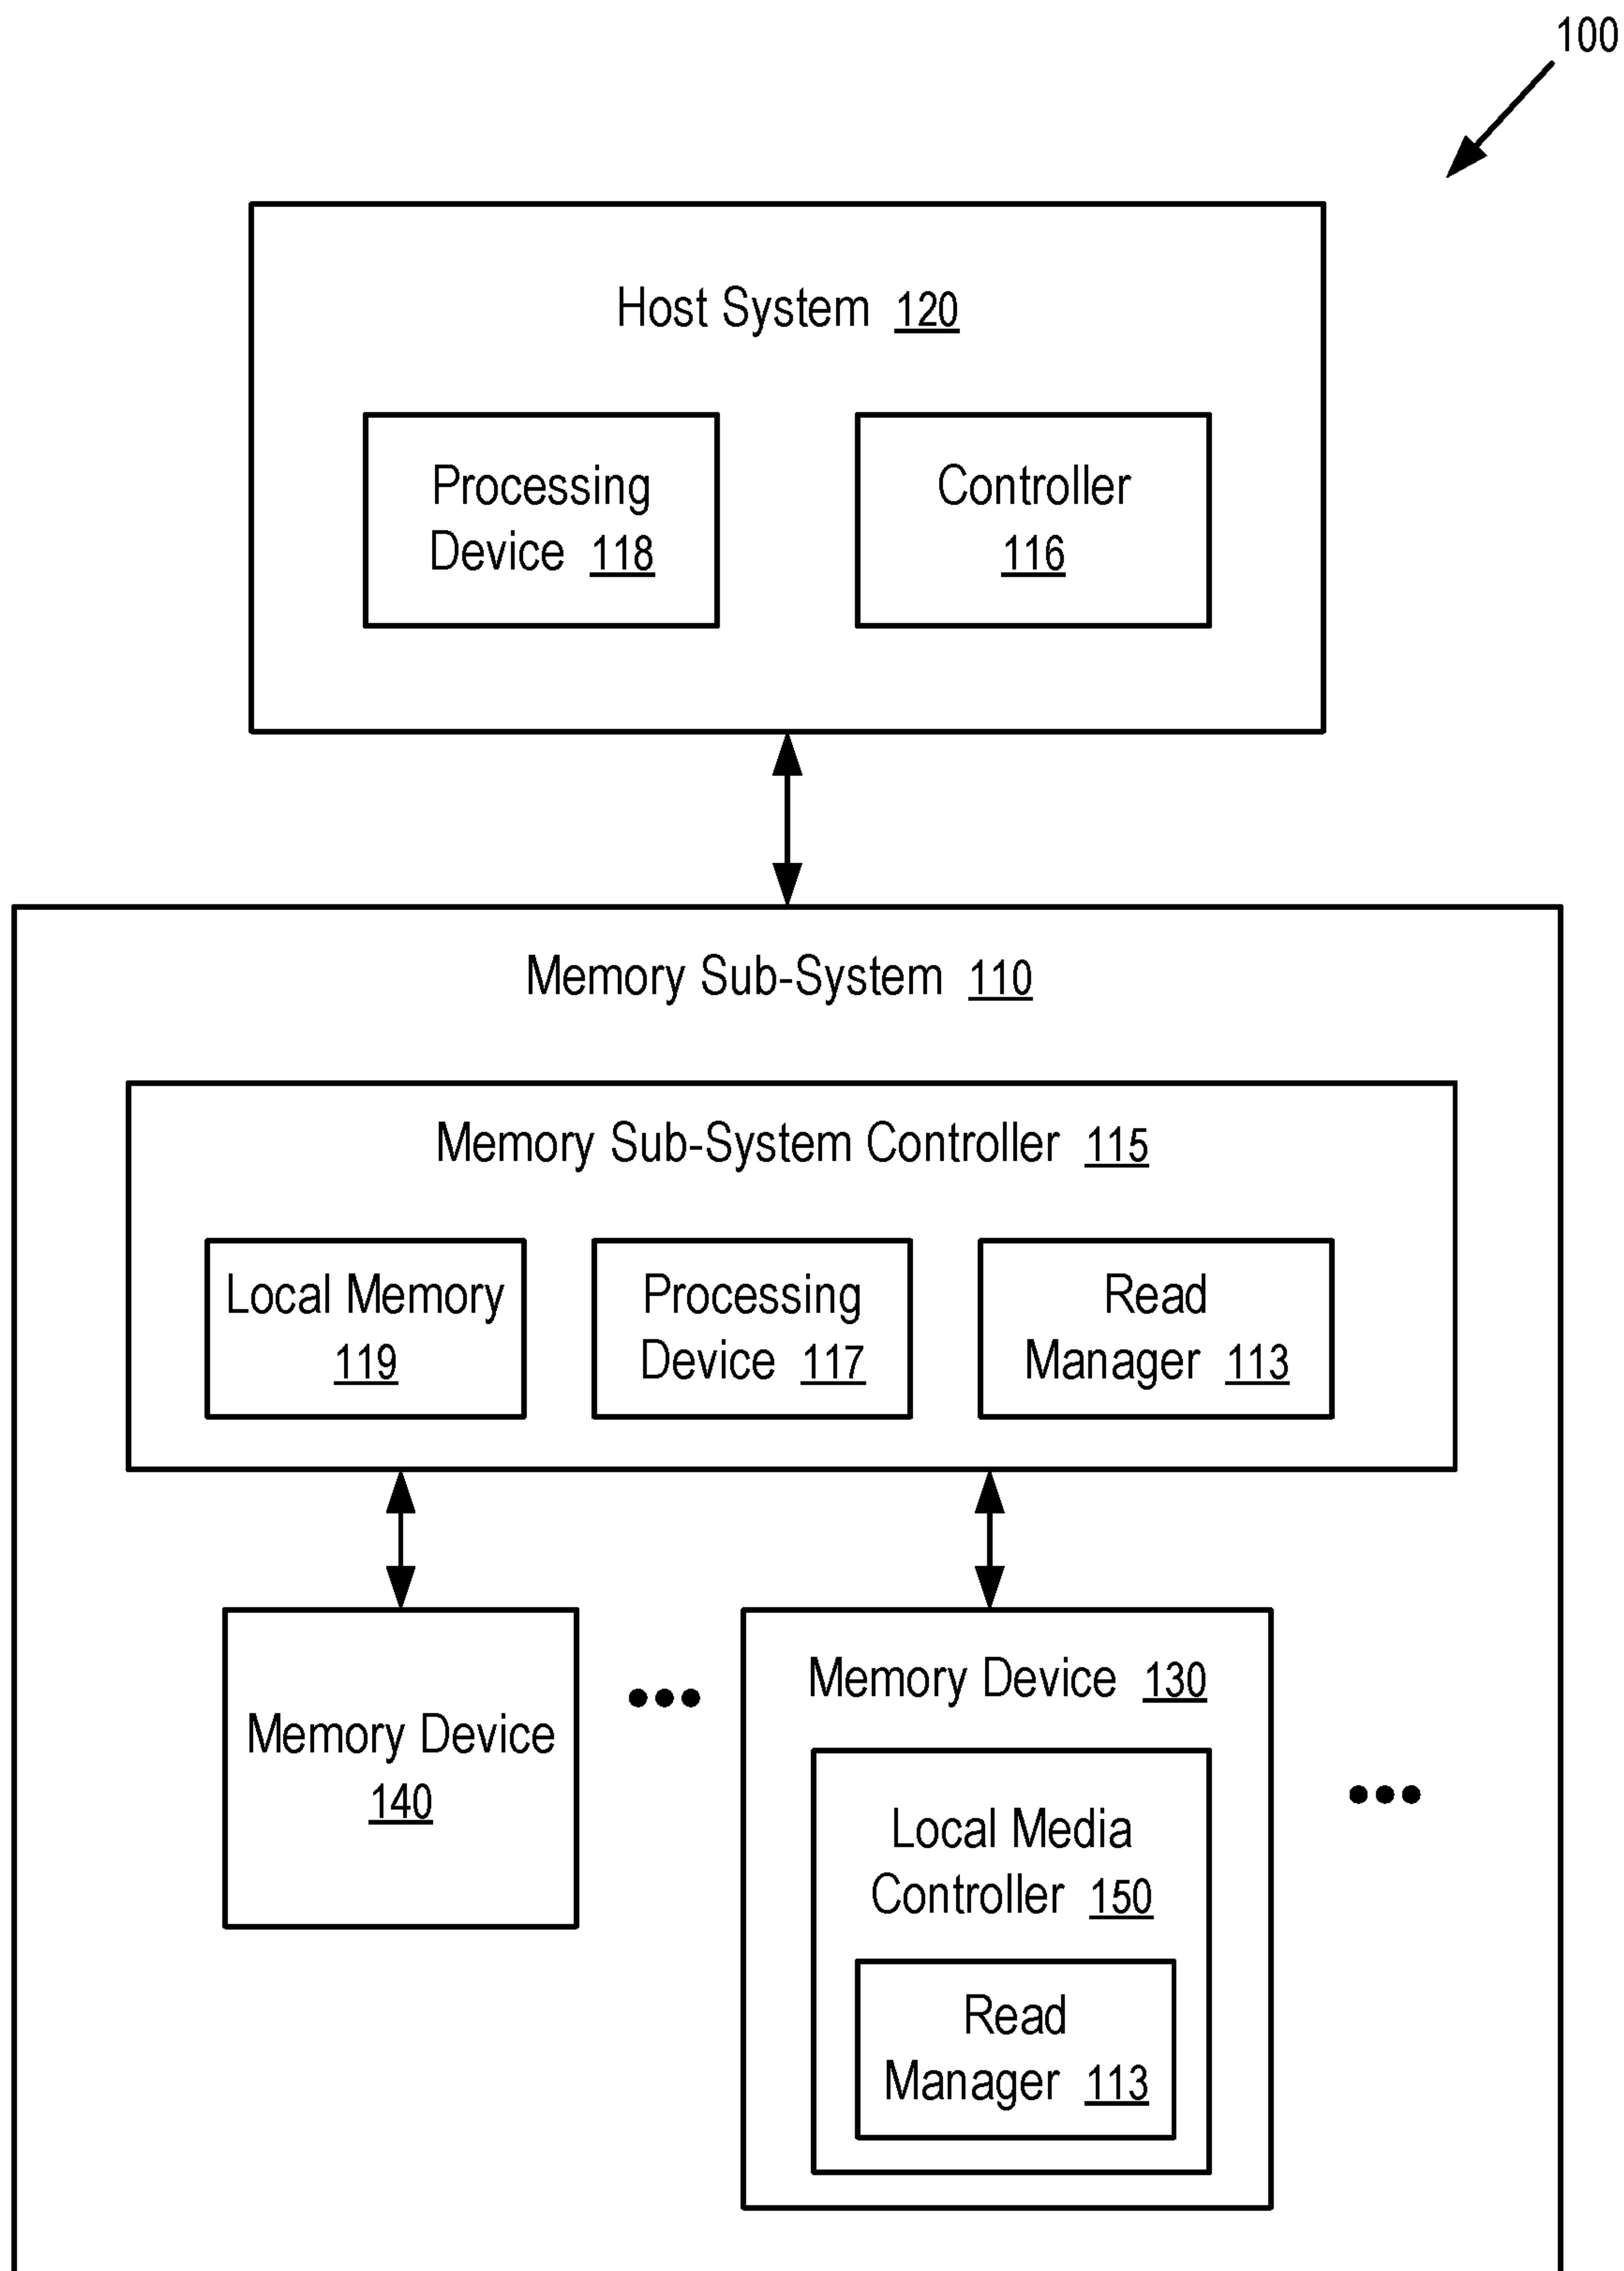 100
Host System 120
Processing
Device 118
Controller
116
Memory Sub-System 110
Memory Sub-System Controller 115
Local Memory
119
Processing
Device 117
Read
Manager 113
Memory Device
140
•••
Memory Device 130
Local Media
Controller 150
Read
Manager 113
•••